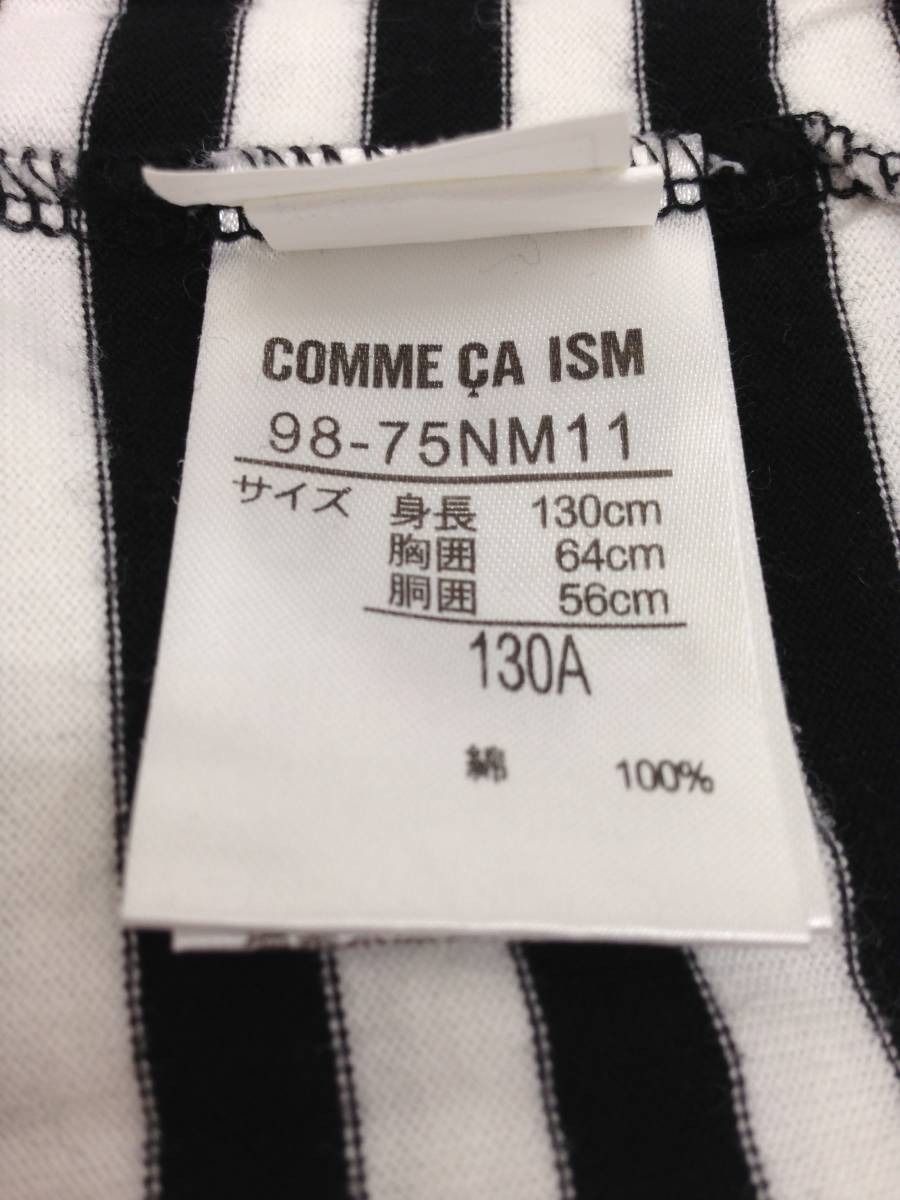 COMME ÇA ISM
98-75NM11
サイズ 身長 130cm
胸囲 64cm
胴囲 56cm
130A
綿 100%